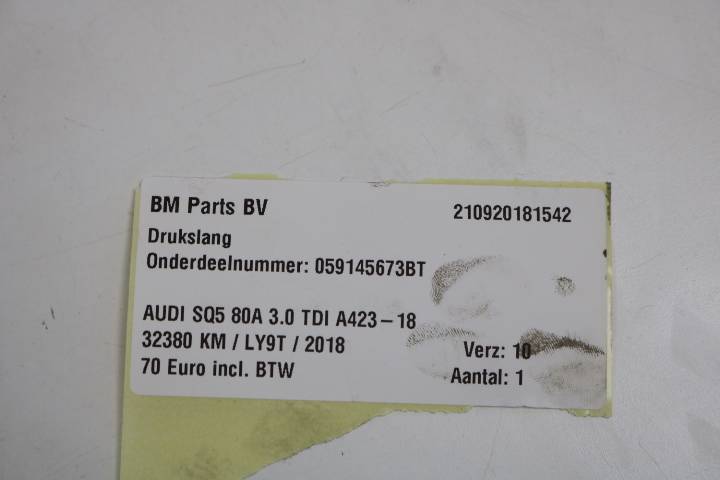 BM Parts BV 210920181542
Drukslang
Onderdeelnummer: 059145673BT
AUDI SQ5 80A 3.0 TDI A423-18
32380 KM / LY9T / 2018 Verz: 10
70 Euro incl. BTW Aantal: 1